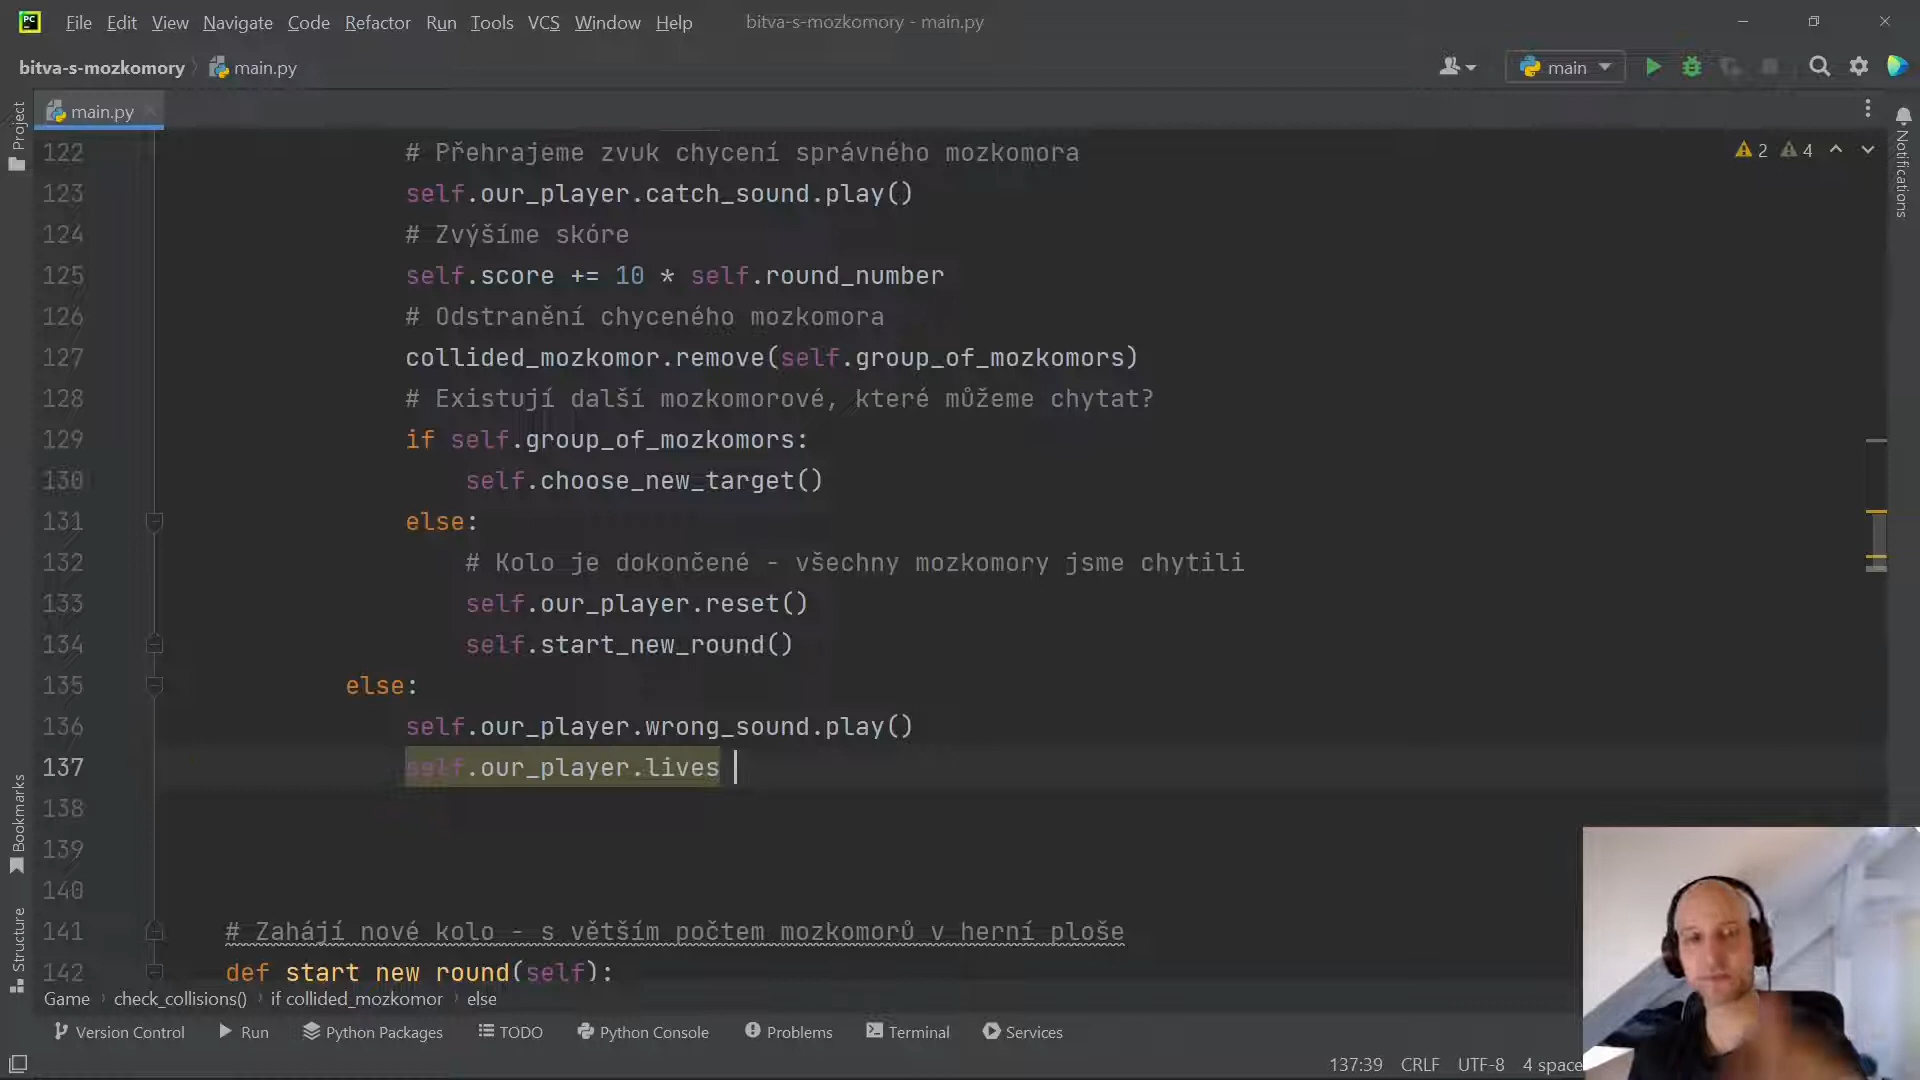 PC File Edit View Navigate Code Refactor Run Tools VCS Window Help bitva-s-mozkomory - main.py
bitva-s-mozkomory main.py main
main.py
Project
Notifications
2 4
122 # Přehrajeme zvuk chycení správného mozkomora
123 self.our_player.catch_sound.play()
124 # Zvýšíme skóre
125 self.score += 10 * self.round_number
126 # Odstranění chyceného mozkomora
127 collided_mozkomor.remove(self.group_of_mozkomors)
128 # Existují další mozkomorové, které můžeme chytat?
129 if self.group_of_mozkomors:
130 self.choose_new_target()
131 else:
132 # Kolo je dokončené - všechny mozkomory jsme chytili
133 self.our_player.reset()
134 self.start_new_round()
135 else:
136 self.our_player.wrong_sound.play()
137 self.our_player.lives
138
139
140
141 # Zahájí nové kolo - s větším počtem mozkomorů v herní ploše
142 def start_new_round(self):
Bookmarks
Structure
Game check_collisions() if collided_mozkomor else
Version Control Run Python Packages TODO Python Console Problems Terminal Services
137:39 CRLF UTF-8 4 space